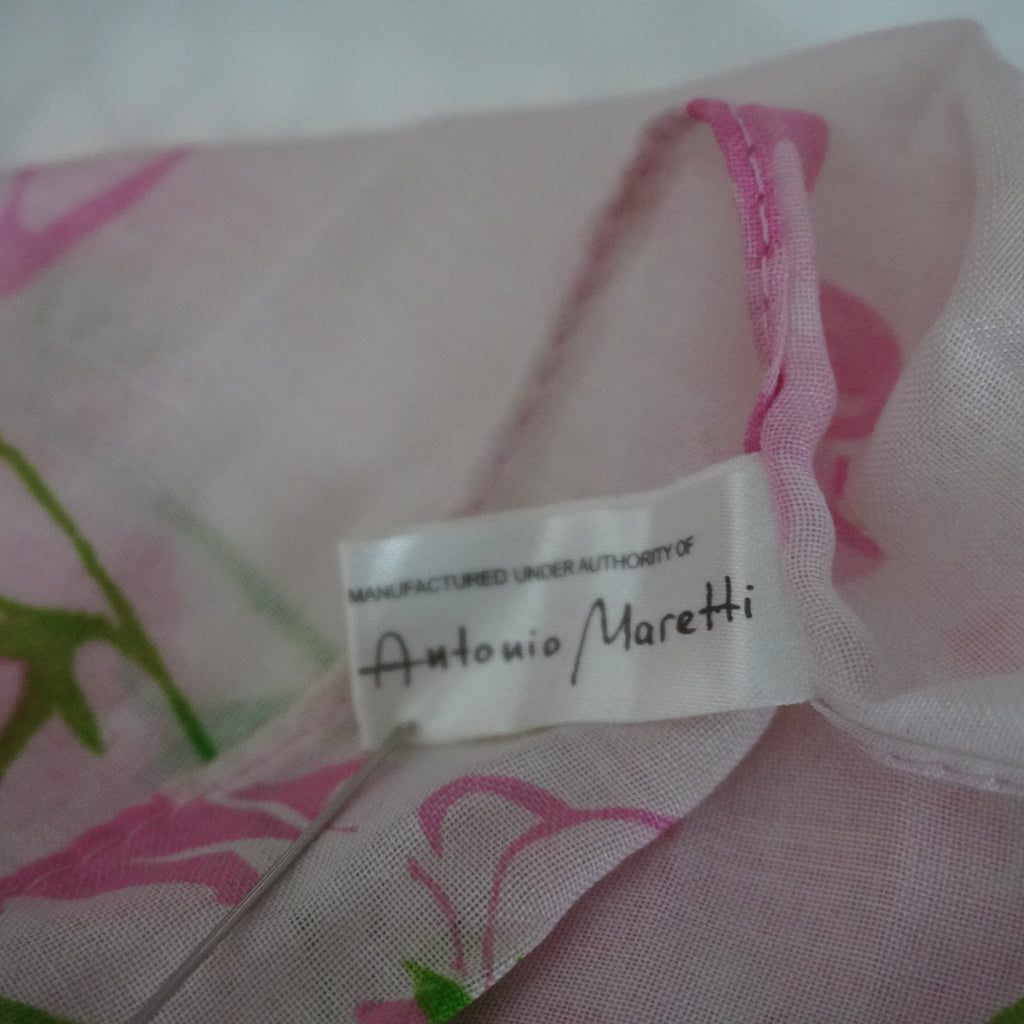 MANUFACTURED UNDER AUTHORITY OF
Antonio Maretti